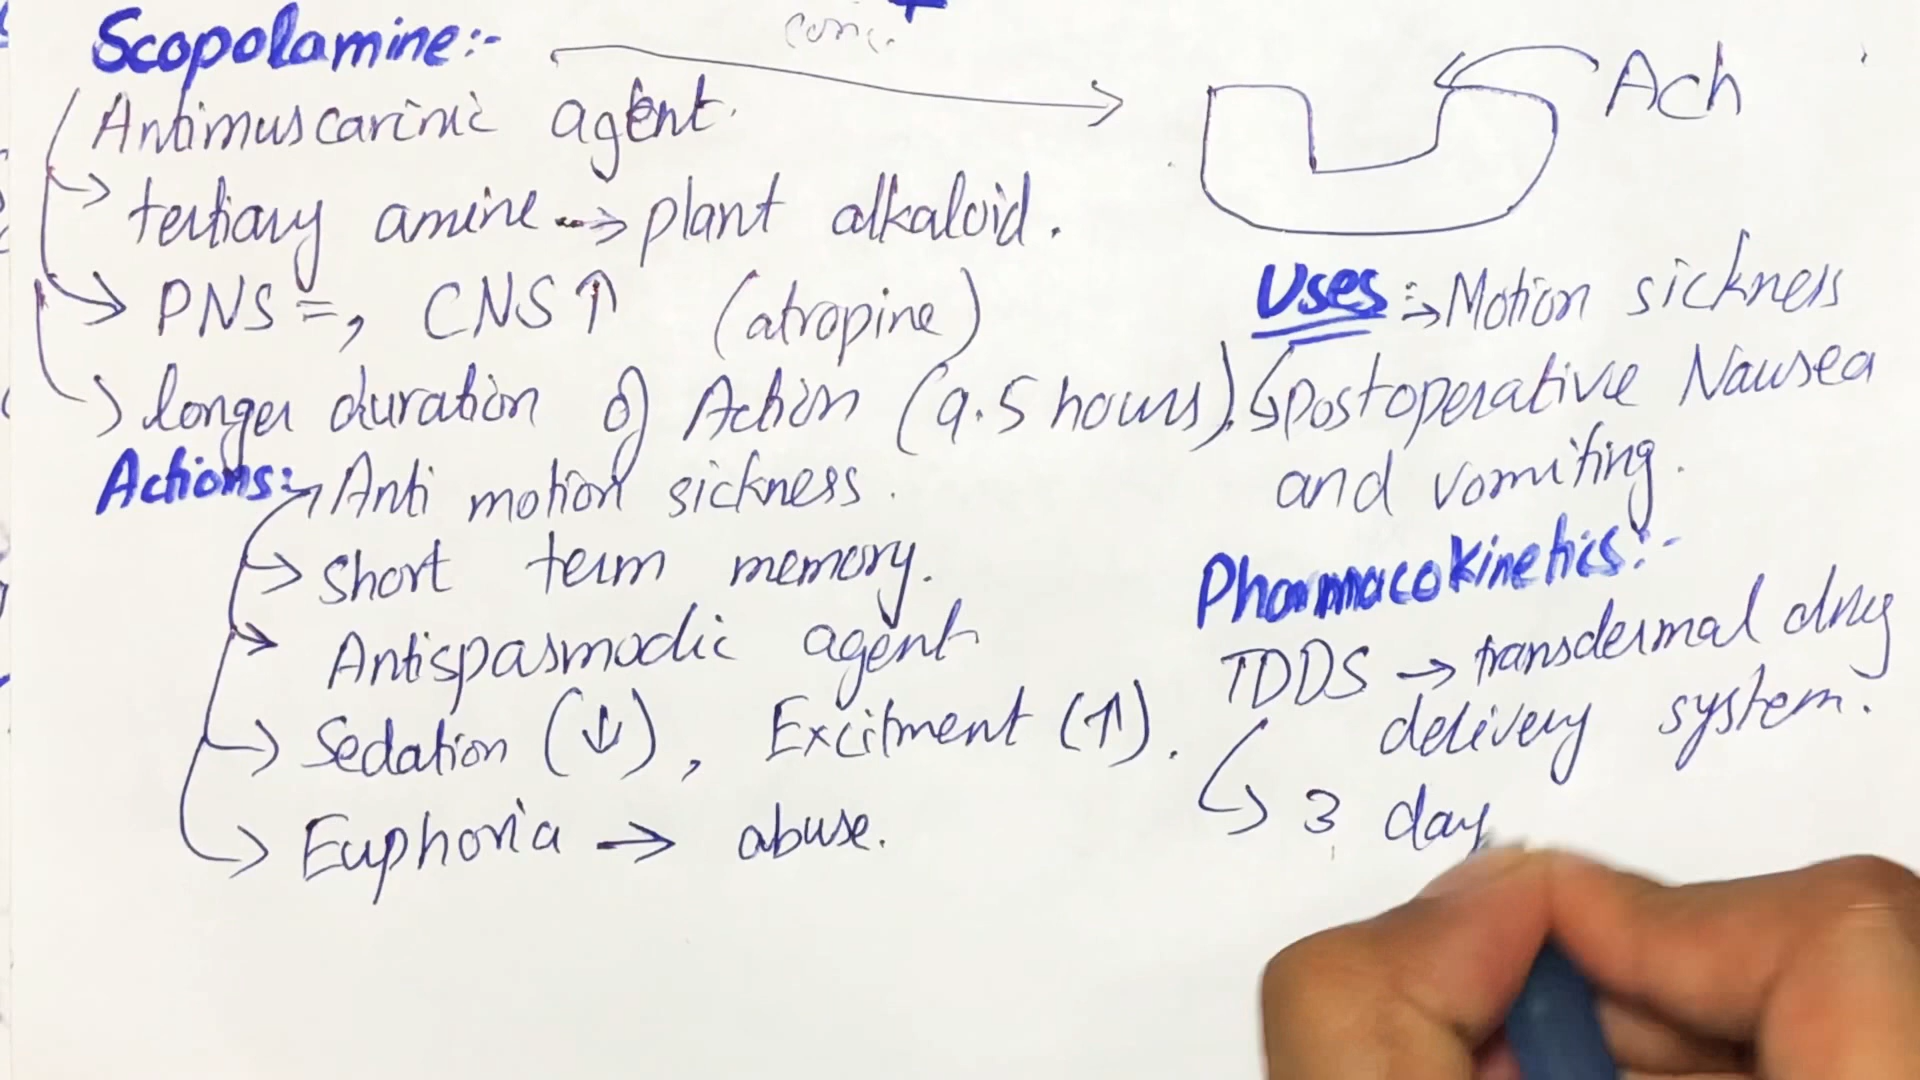 conc.
Scopolamine:-
Antimuscarinic agent.
tertiary amine → plant alkaloid.
PNS =, CNS ↑ (atropine)
longer duration of Action (9.5 hours).
Actions:→ Anti motion sickness.
→ Short term memory.
→ Antispasmodic agent
→ Sedation (↓), Excitment (↑).
→ Euphoria → abuse.
Ach
Uses :→ Motion sickness
↳ postoperative Nausea
and vomiting.
Pharmacokinetics:-
TDDS → transdermal drug
delivery system.
↳ 3 day